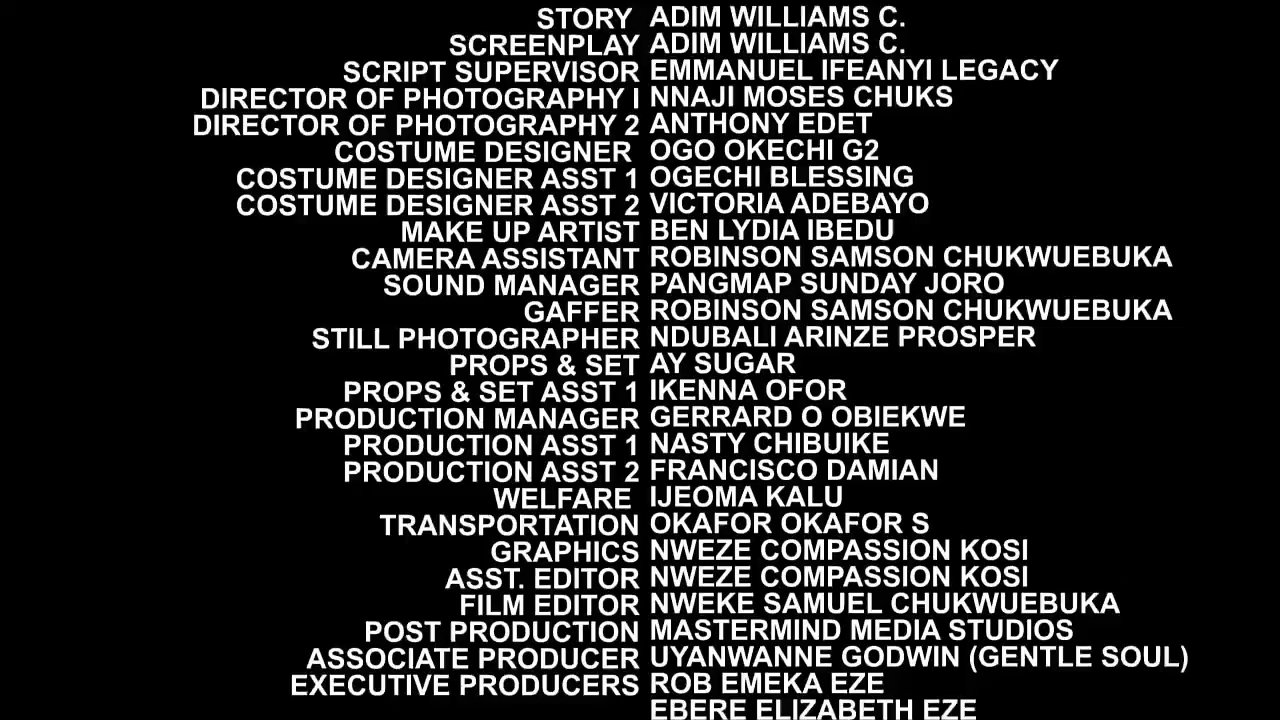 STORY ADIM WILLIAMS C.
SCREENPLAY ADIM WILLIAMS C.
SCRIPT SUPERVISOR EMMANUEL IFEANYI LEGACY
DIRECTOR OF PHOTOGRAPHY I NNAJI MOSES CHUKS
DIRECTOR OF PHOTOGRAPHY 2 ANTHONY EDET
COSTUME DESIGNER OGO OKECHI G2
COSTUME DESIGNER ASST 1 OGECHI BLESSING
COSTUME DESIGNER ASST 2 VICTORIA ADEBAYO
MAKE UP ARTIST BEN LYDIA IBEDU
CAMERA ASSISTANT ROBINSON SAMSON CHUKWUEBUKA
SOUND MANAGER PANGMAP SUNDAY JORO
GAFFER ROBINSON SAMSON CHUKWUEBUKA
STILL PHOTOGRAPHER NDUBALI ARINZE PROSPER
PROPS & SET AY SUGAR
PROPS & SET ASST 1 IKENNA OFOR
PRODUCTION MANAGER GERRARD O OBIEKWE
PRODUCTION ASST 1 NASTY CHIBUIKE
PRODUCTION ASST 2 FRANCISCO DAMIAN
WELFARE IJEOMA KALU
TRANSPORTATION OKAFOR OKAFOR S
GRAPHICS NWEZE COMPASSION KOSI
ASST. EDITOR NWEZE COMPASSION KOSI
FILM EDITOR NWEKE SAMUEL CHUKWUEBUKA
POST PRODUCTION MASTERMIND MEDIA STUDIOS
ASSOCIATE PRODUCER UYANWANNE GODWIN (GENTLE SOUL)
EXECUTIVE PRODUCERS ROB EMEKA EZE
EBERE ELIZABETH EZE